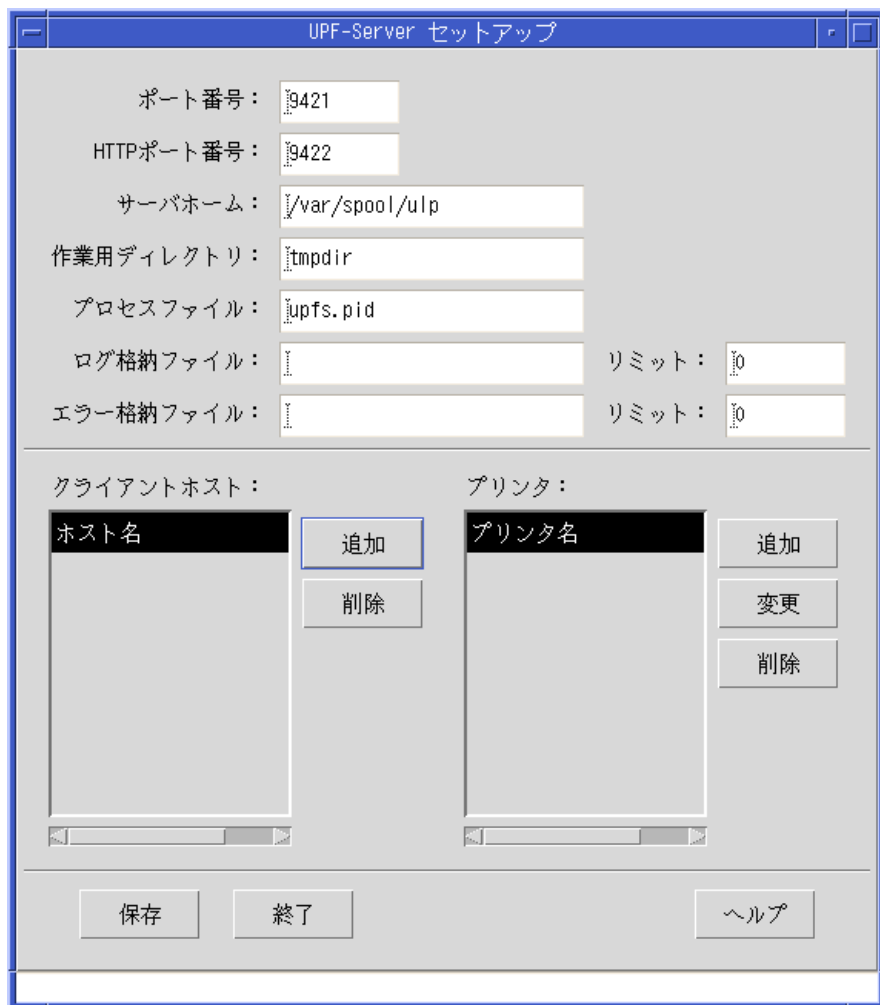 UPF-Server セットアップ
ポート番号： 9421
HTTPポート番号： 9422
サーバホーム： /var/spool/ulp
作業用ディレクトリ： tmpdir
プロセスファイル： upfs.pid
ログ格納ファイル： リミット： 0
エラー格納ファイル： リミット： 0
クライアントホスト： プリンタ：
ホスト名 追加 プリンタ名 追加
削除 変更
削除
保存 終了 ヘルプ